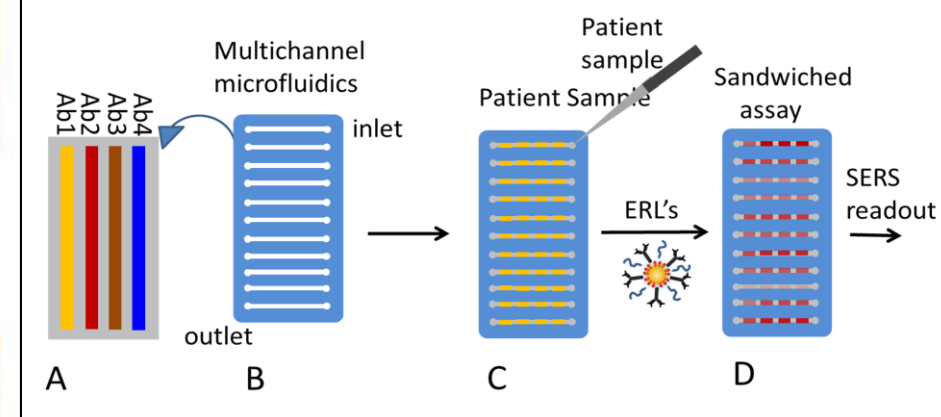 Ab1
Ab2
Ab3
Ab4
Multichannel
microfluidics
inlet
outlet
Patient
sample
Patient Sample
ERL's
Sandwiched
assay
SERS
readout
A
B
C
D